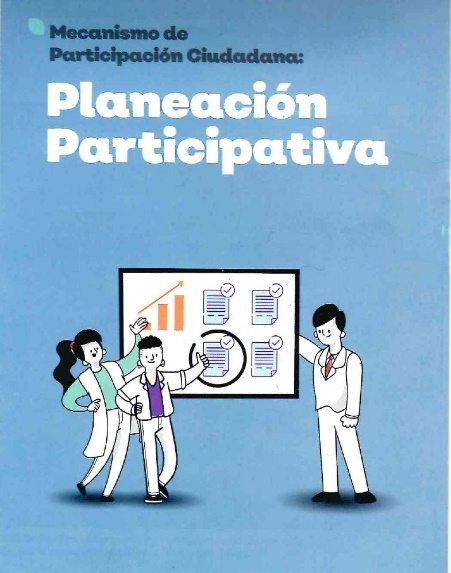 Mecanismo de
Participación Ciudadana:
Planeación
Participativa